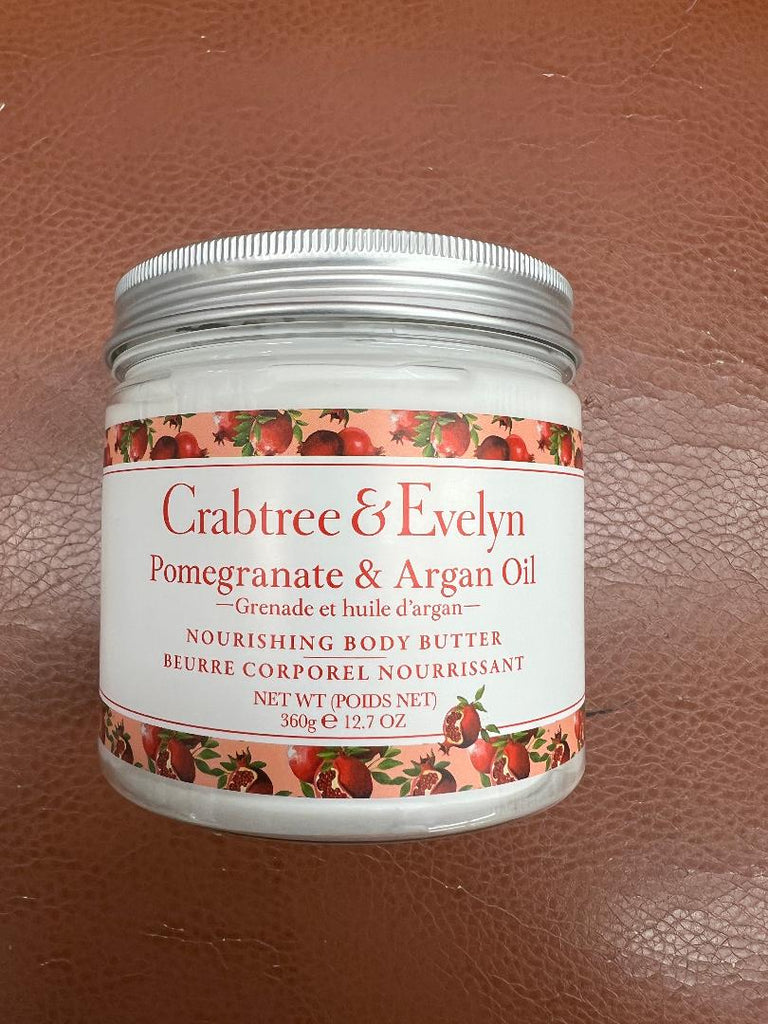 Crabtree & Evelyn
Pomegranate & Argan Oil
—Grenade et huile d'argan—
NOURISHING BODY BUTTER
BEURRE CORPOREL NOURRISSANT
NET WT (POIDS NET)
360g ℮ 12.7 OZ